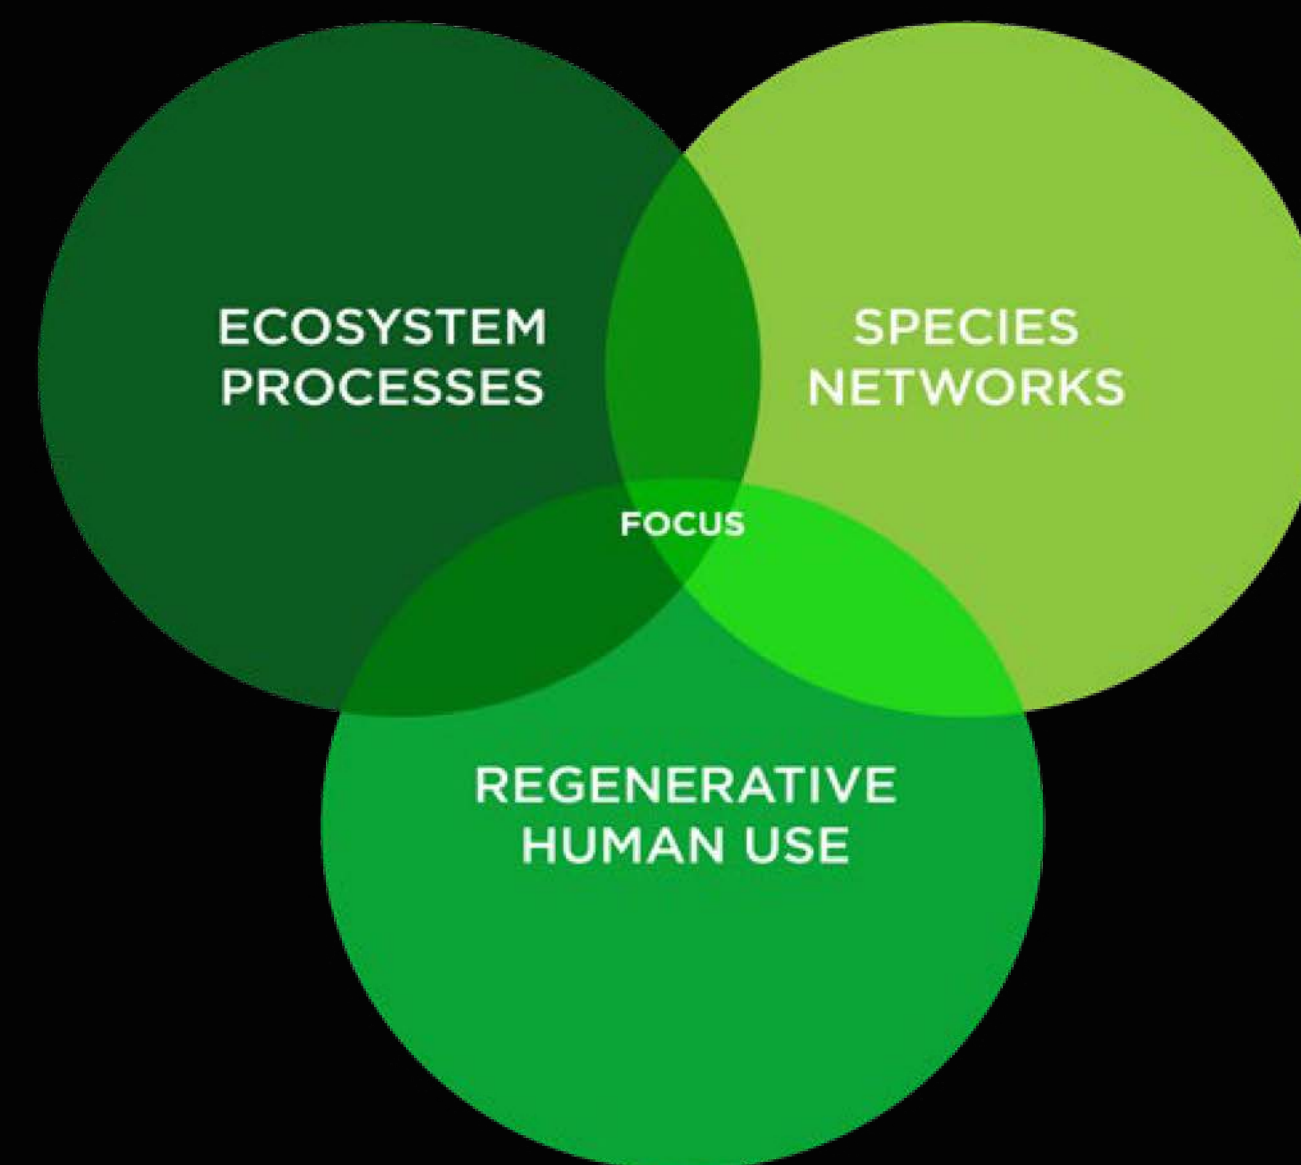 ECOSYSTEM
PROCESSES
SPECIES
NETWORKS
FOCUS
REGENERATIVE
HUMAN USE